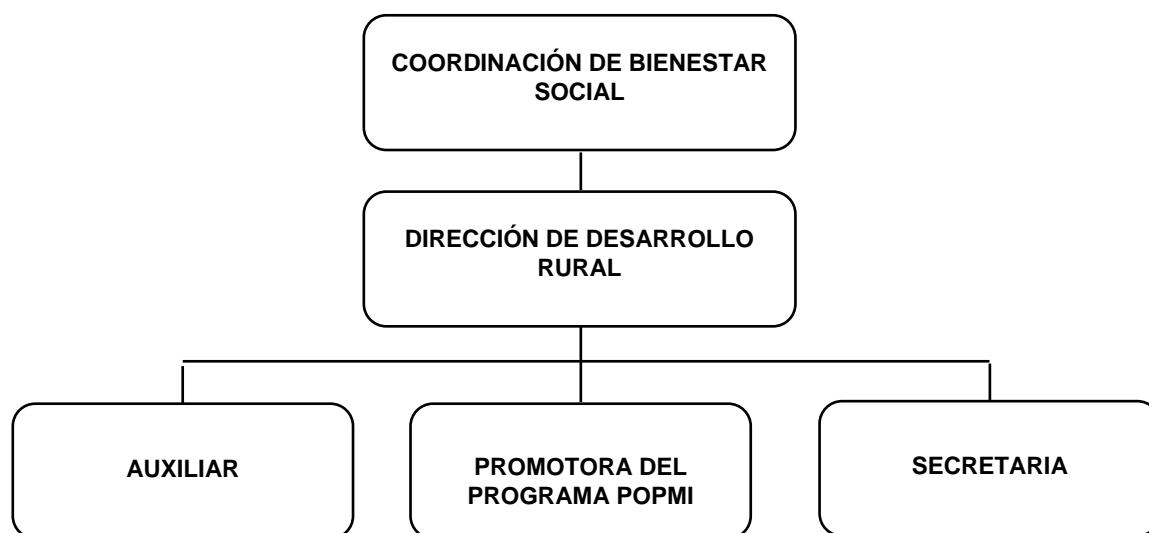 COORDINACIÓN DE BIENESTAR
SOCIAL
DIRECCIÓN DE DESARROLLO
RURAL
AUXILIAR
PROMOTORA DEL
PROGRAMA POPMI
SECRETARIA